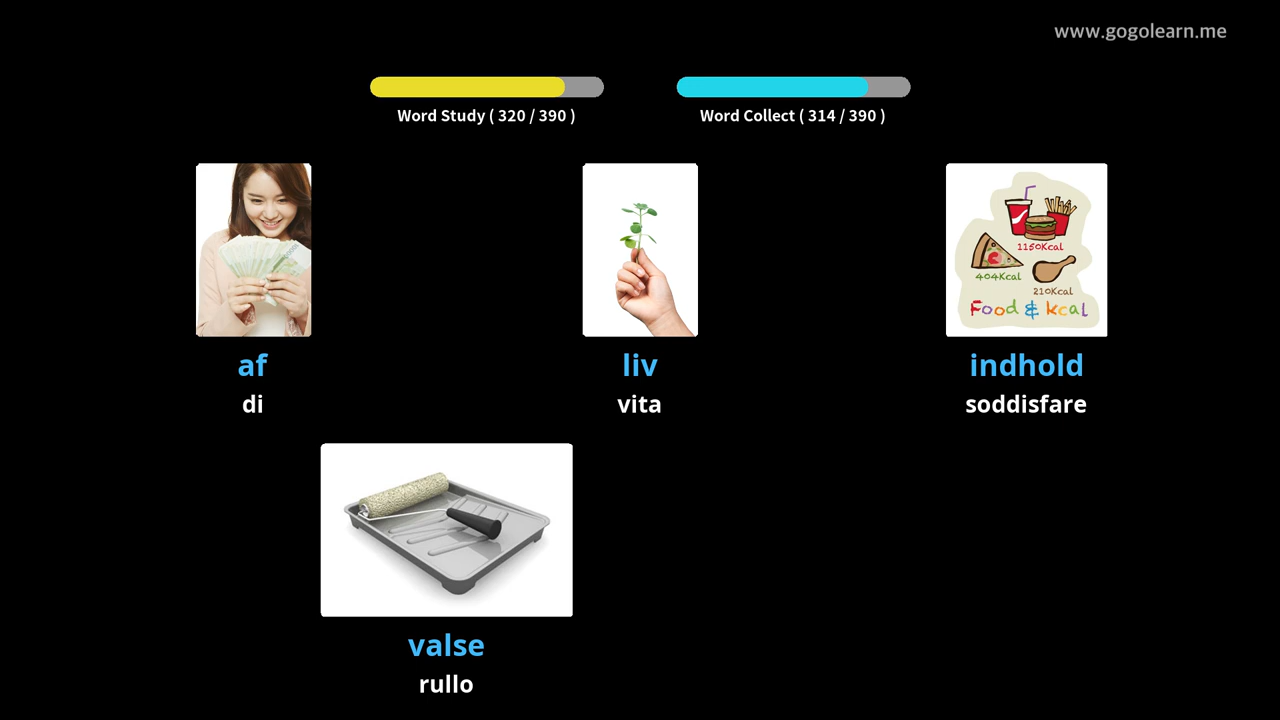 www.gogolearn.me
Word Study ( 320 / 390 )
Word Collect ( 314 / 390 )
1150Kcal
404Kcal
210Kcal
Food & kcal
af
di
liv
vita
indhold
soddisfare
valse
rullo